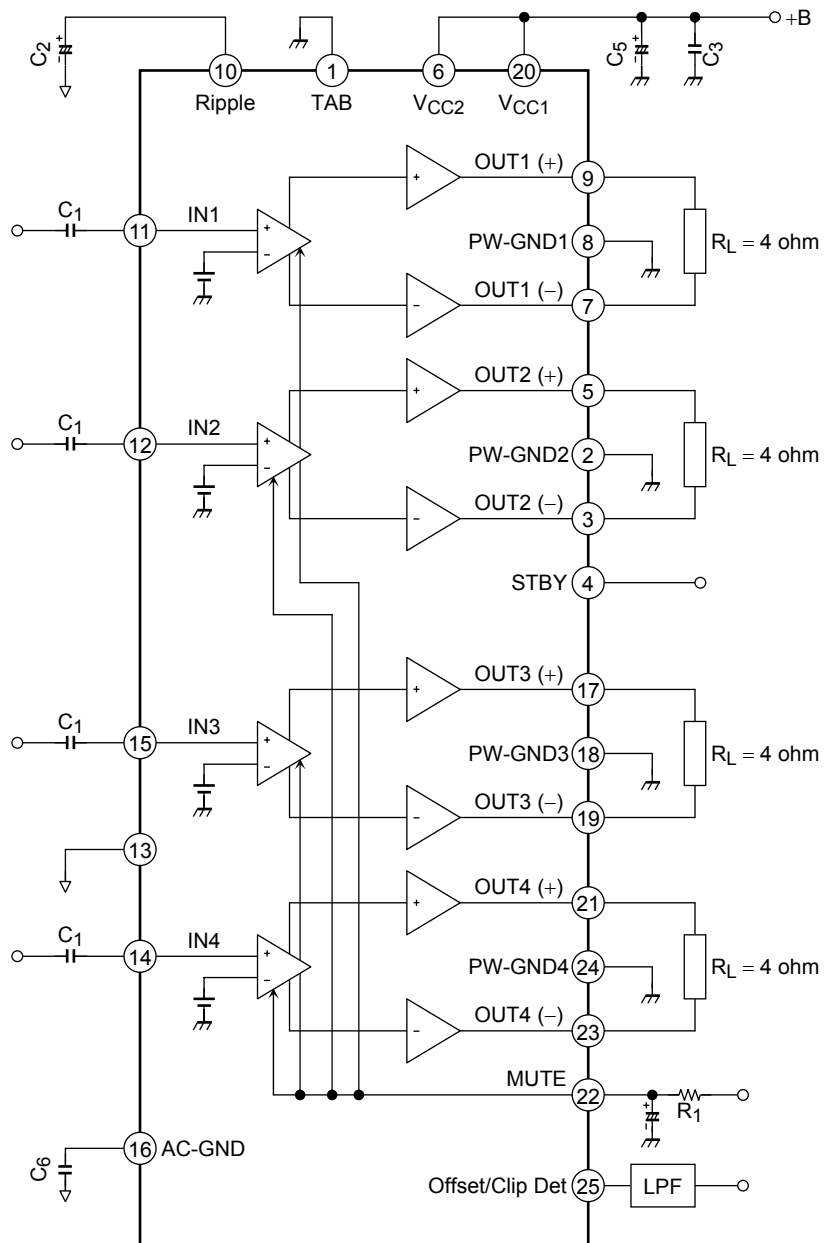 C2
C5
C3
+B
10
1
6
20
Ripple
TAB
VCC2
VCC1
OUT1 (+)
9
C1
11
IN1
+
−
+
PW-GND1
8
RL = 4 ohm
OUT1 (−)
−
7
OUT2 (+)
+
5
C1
12
IN2
+
−
PW-GND2
2
RL = 4 ohm
OUT2 (−)
−
3
STBY
4
OUT3 (+)
+
17
C1
15
IN3
+
−
PW-GND3
18
RL = 4 ohm
OUT3 (−)
−
19
13
OUT4 (+)
+
21
C1
14
IN4
+
−
PW-GND4
24
RL = 4 ohm
OUT4 (−)
−
23
MUTE
22
R1
C6
16
AC-GND
Offset/Clip Det
25
LPF